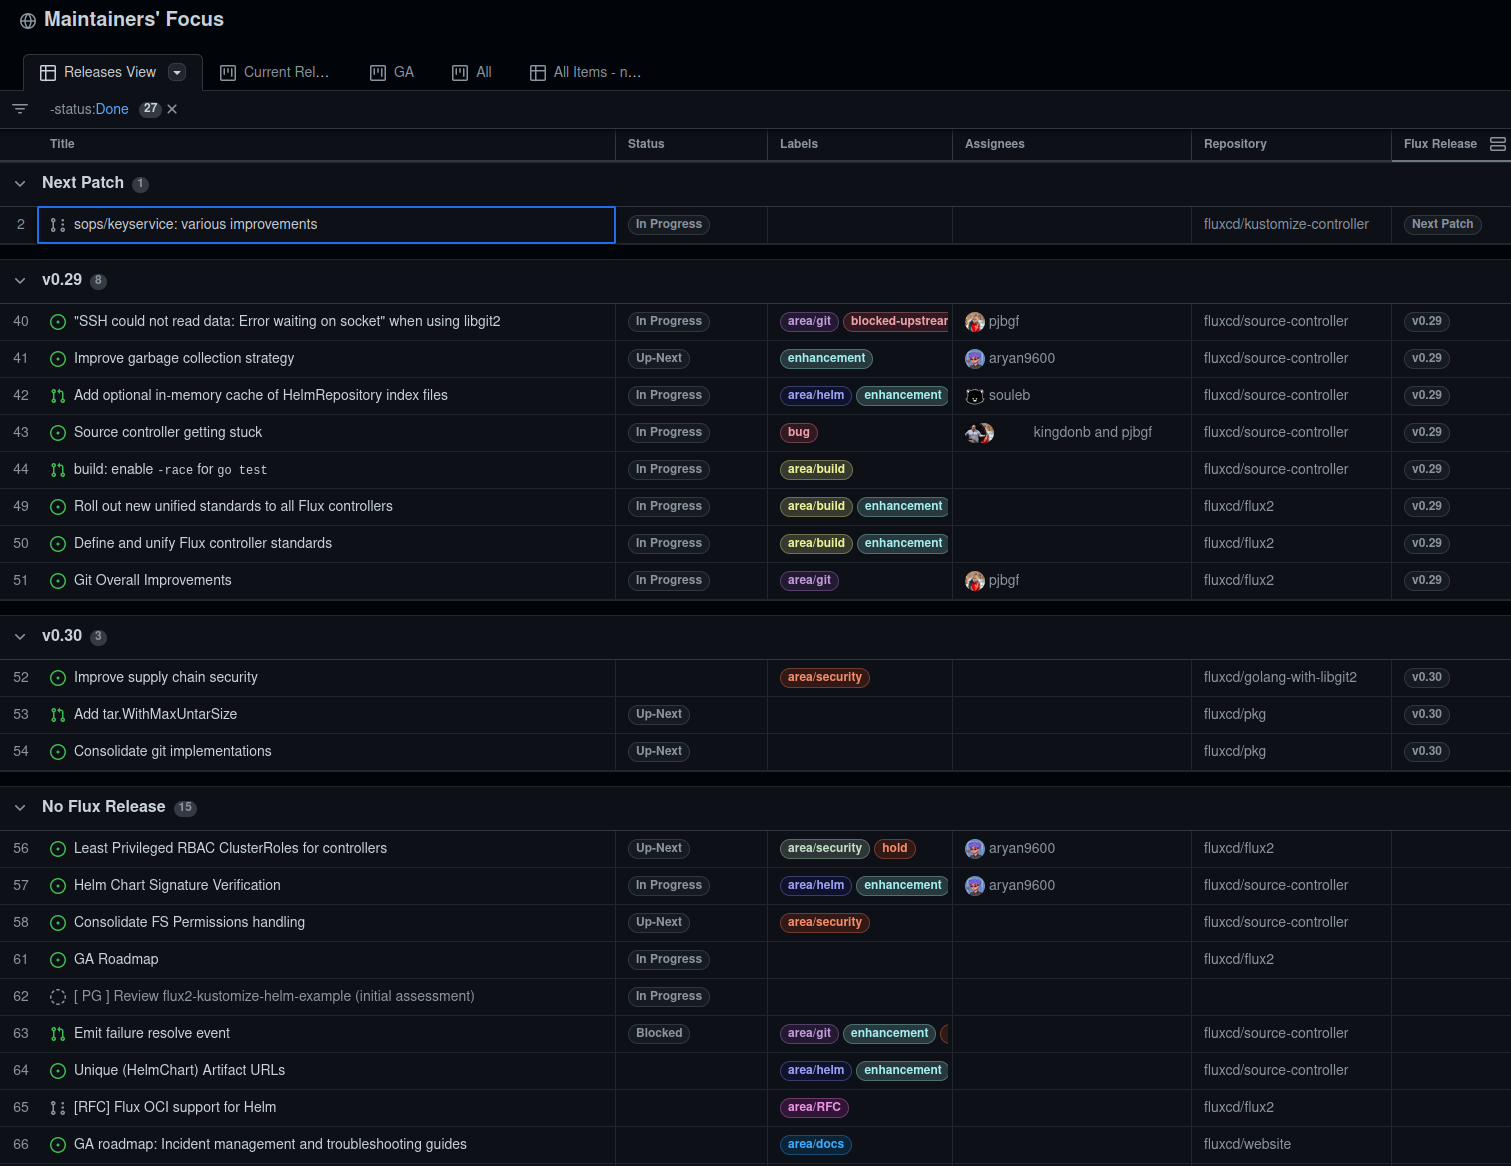 Maintainers' Focus
Releases View Current Rel... GA All All Items - n...
-status:Done 27
Title Status Labels Assignees Repository Flux Release
Next Patch 1
2 sops/keyservice: various improvements In Progress fluxcd/kustomize-controller Next Patch
v0.29 8
40 "SSH could not read data: Error waiting on socket" when using libgit2 In Progress area/git blocked-upstrear pjbgf fluxcd/source-controller v0.29
41 Improve garbage collection strategy Up-Next enhancement aryan9600 fluxcd/source-controller v0.29
42 Add optional in-memory cache of HelmRepository index files In Progress area/helm enhancement souleb fluxcd/source-controller v0.29
43 Source controller getting stuck In Progress bug kingdonb and pjbgf fluxcd/source-controller v0.29
44 build: enable -race for go test In Progress area/build fluxcd/source-controller v0.29
49 Roll out new unified standards to all Flux controllers In Progress area/build enhancement fluxcd/flux2 v0.29
50 Define and unify Flux controller standards In Progress area/build enhancement fluxcd/flux2 v0.29
51 Git Overall Improvements In Progress area/git pjbgf fluxcd/flux2 v0.29
v0.30 3
52 Improve supply chain security area/security fluxcd/golang-with-libgit2 v0.30
53 Add tar.WithMaxUntarSize Up-Next fluxcd/pkg v0.30
54 Consolidate git implementations Up-Next fluxcd/pkg v0.30
No Flux Release 15
56 Least Privileged RBAC ClusterRoles for controllers Up-Next area/security hold aryan9600 fluxcd/flux2
57 Helm Chart Signature Verification In Progress area/helm enhancement aryan9600 fluxcd/source-controller
58 Consolidate FS Permissions handling Up-Next area/security fluxcd/source-controller
61 GA Roadmap In Progress fluxcd/flux2
62 [ PG ] Review flux2-kustomize-helm-example (initial assessment) In Progress
63 Emit failure resolve event Blocked area/git enhancement fluxcd/source-controller
64 Unique (HelmChart) Artifact URLs area/helm enhancement fluxcd/source-controller
65 [RFC] Flux OCI support for Helm area/RFC fluxcd/flux2
66 GA roadmap: Incident management and troubleshooting guides area/docs fluxcd/website